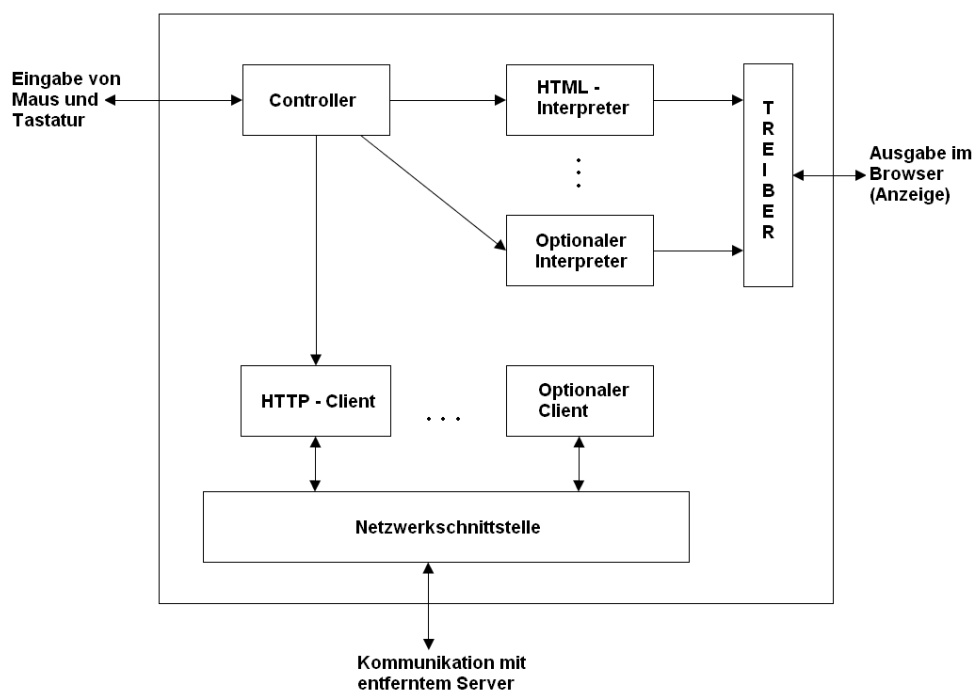 Eingabe von
Maus und
Tastatur
Controller
HTML -
Interpreter
TREIBER
Ausgabe im
Browser
(Anzeige)
Optionaler
Interpreter
HTTP - Client
Optionaler
Client
Netzwerkschnittstelle
Kommunikation mit
entferntem Server